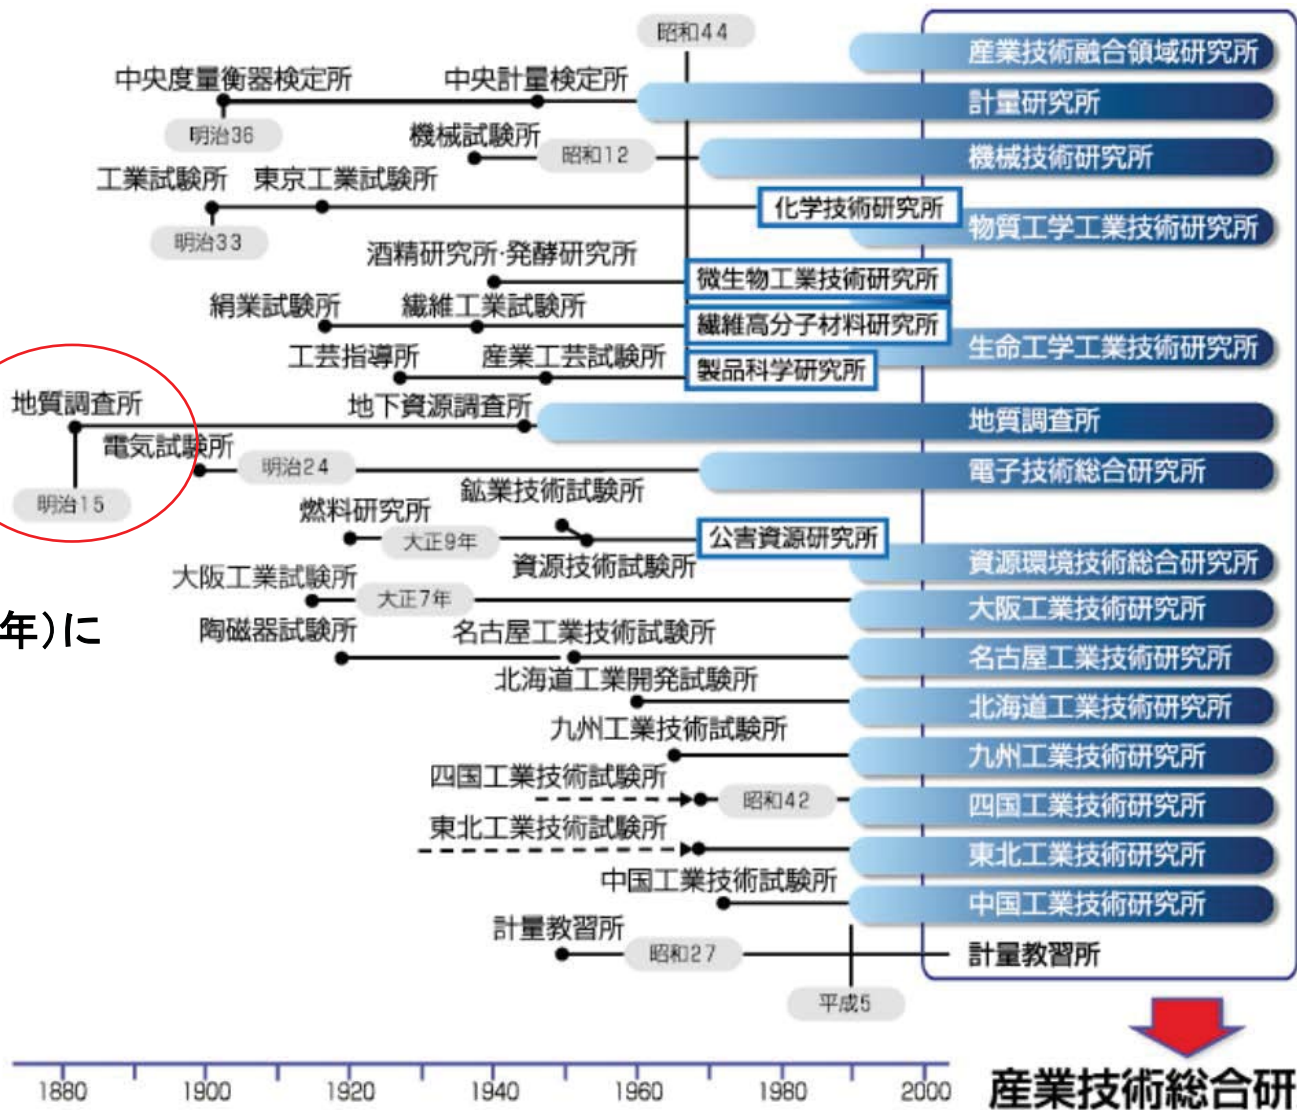 昭和44
産業技術融合領域研究所
中央度量衡器検定所
中央計量検定所
計量研究所
明治36
機械試験所
昭和12
機械技術研究所
工業試験所
東京工業試験所
化学技術研究所
明治33
物質工学工業技術研究所
酒精研究所・発酵研究所
微生物工業技術研究所
絹業試験所
繊維工業試験所
繊維高分子材料研究所
生命工学工業技術研究所
工芸指導所
産業工芸試験所
製品科学研究所
地質調査所
地下資源調査所
地質調査所
電気試験所
明治24
電子技術総合研究所
明治15
鉱業技術試験所
燃料研究所
大正9年
公害資源研究所
資源技術試験所
資源環境技術総合研究所
大阪工業試験所
大正7年
大阪工業技術研究所
年)に
陶磁器試験所
名古屋工業技術試験所
名古屋工業技術研究所
北海道工業開発試験所
北海道工業技術研究所
九州工業技術試験所
九州工業技術研究所
四国工業技術試験所
昭和42
四国工業技術研究所
東北工業技術試験所
東北工業技術研究所
中国工業技術試験所
中国工業技術研究所
計量教習所
昭和27
計量教習所
平成5
1880 1900 1920 1940 1960 1980 2000
産業技術総合研